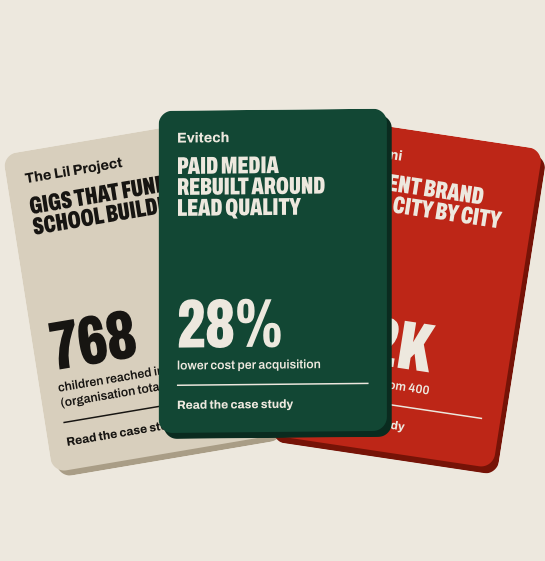 The Lil Project
GIGS THAT FUN
SCHOOL BUILD
768
children reached
(organisation tota
Read the case st
Evitech
PAID MEDIA
REBUILT AROUND
LEAD QUALITY
28%
lower cost per acquisition
Read the case study
ni
ENT BRAND
CITY BY CITY
K
om 400
dy